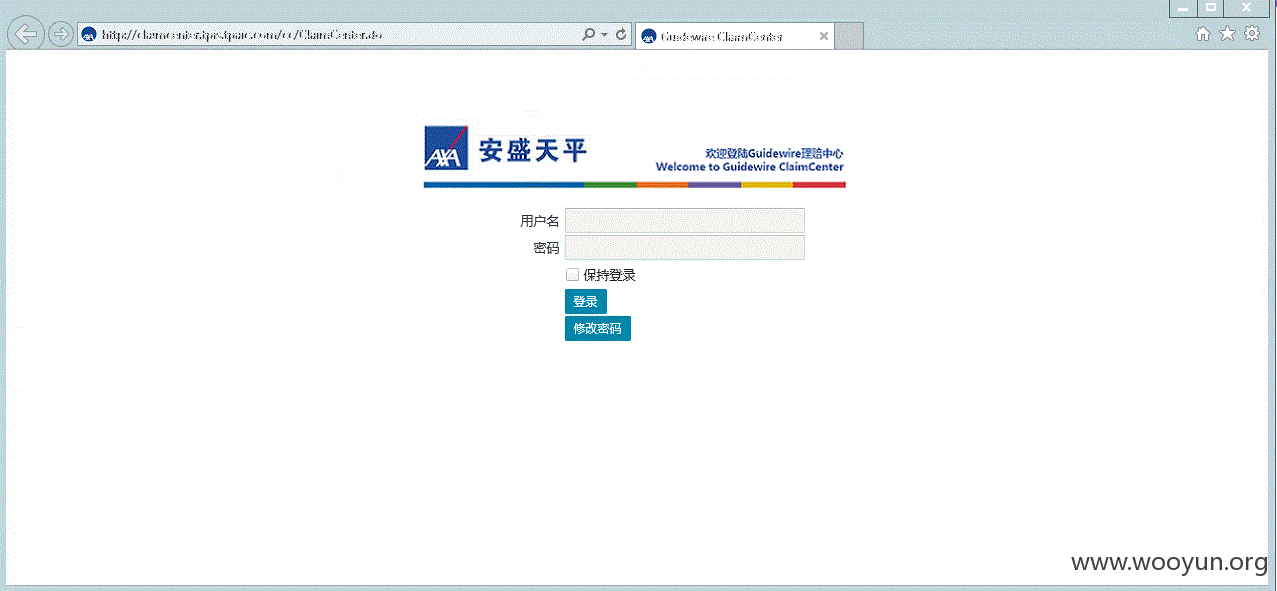 http://claimcenter.tpis.tpaic.com/cc/ClaimCenter.do
Guidewire ClaimCenter
AXA 安盛天平
欢迎登陆Guidewire理赔中心
Welcome to Guidewire ClaimCenter
用户名
密码
保持登录
登录
修改密码
www.wooyun.org